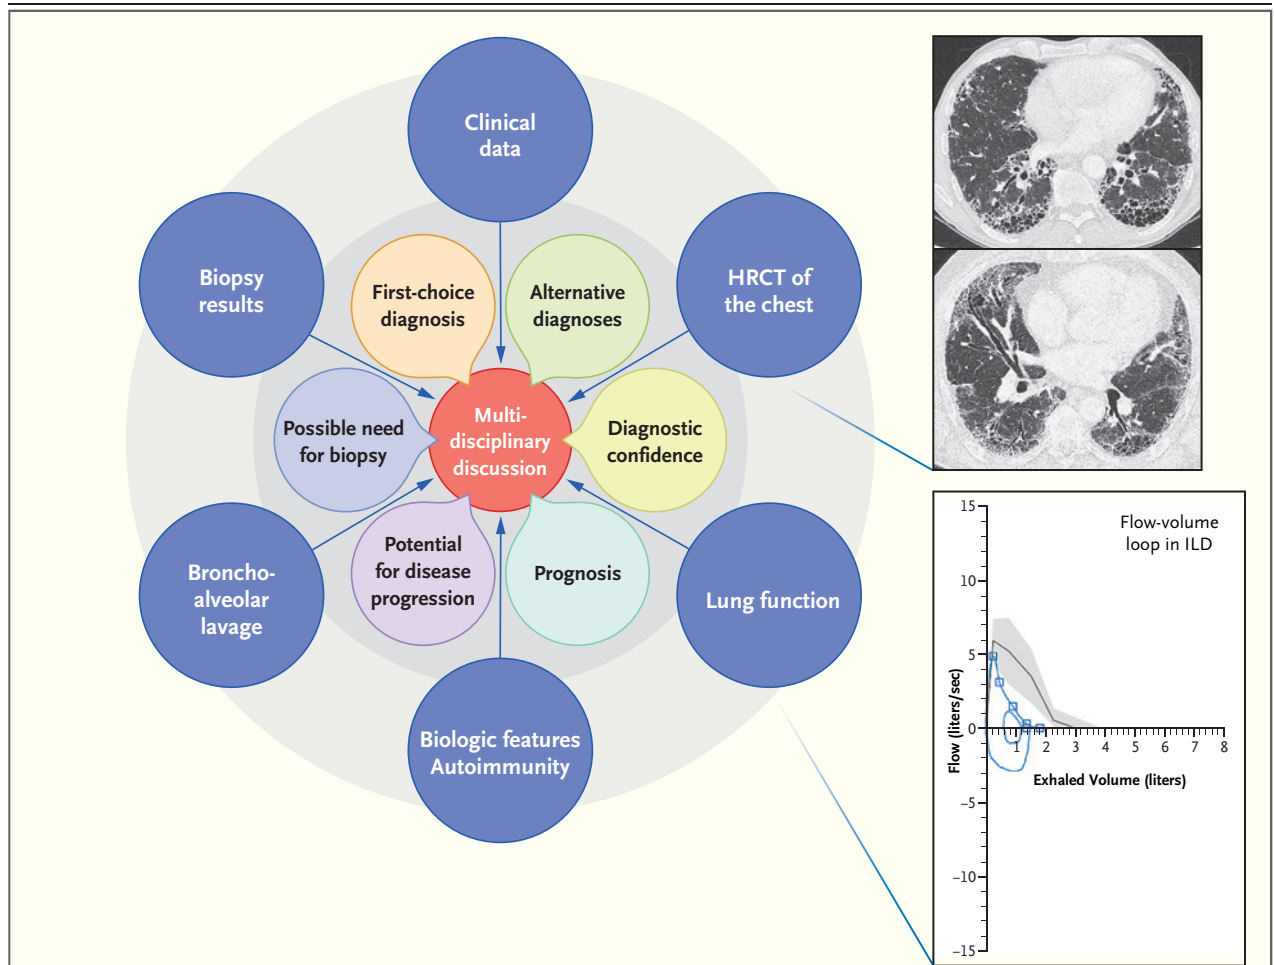 Clinical
data
Biopsy
results
First-choice
diagnosis
Alternative
diagnoses
HRCT of
the chest
Possible need
for biopsy
Multi-
disciplinary
discussion
Diagnostic
confidence
Broncho-
alveolar
lavage
Potential
for disease
progression
Prognosis
Lung function
Biologic features
Autoimmunity
Flow-volume
loop in ILD
15
10
5
0
–5
–10
–15
Flow (liters/sec)
1 2 3 4 5 6 7 8
Exhaled Volume (liters)